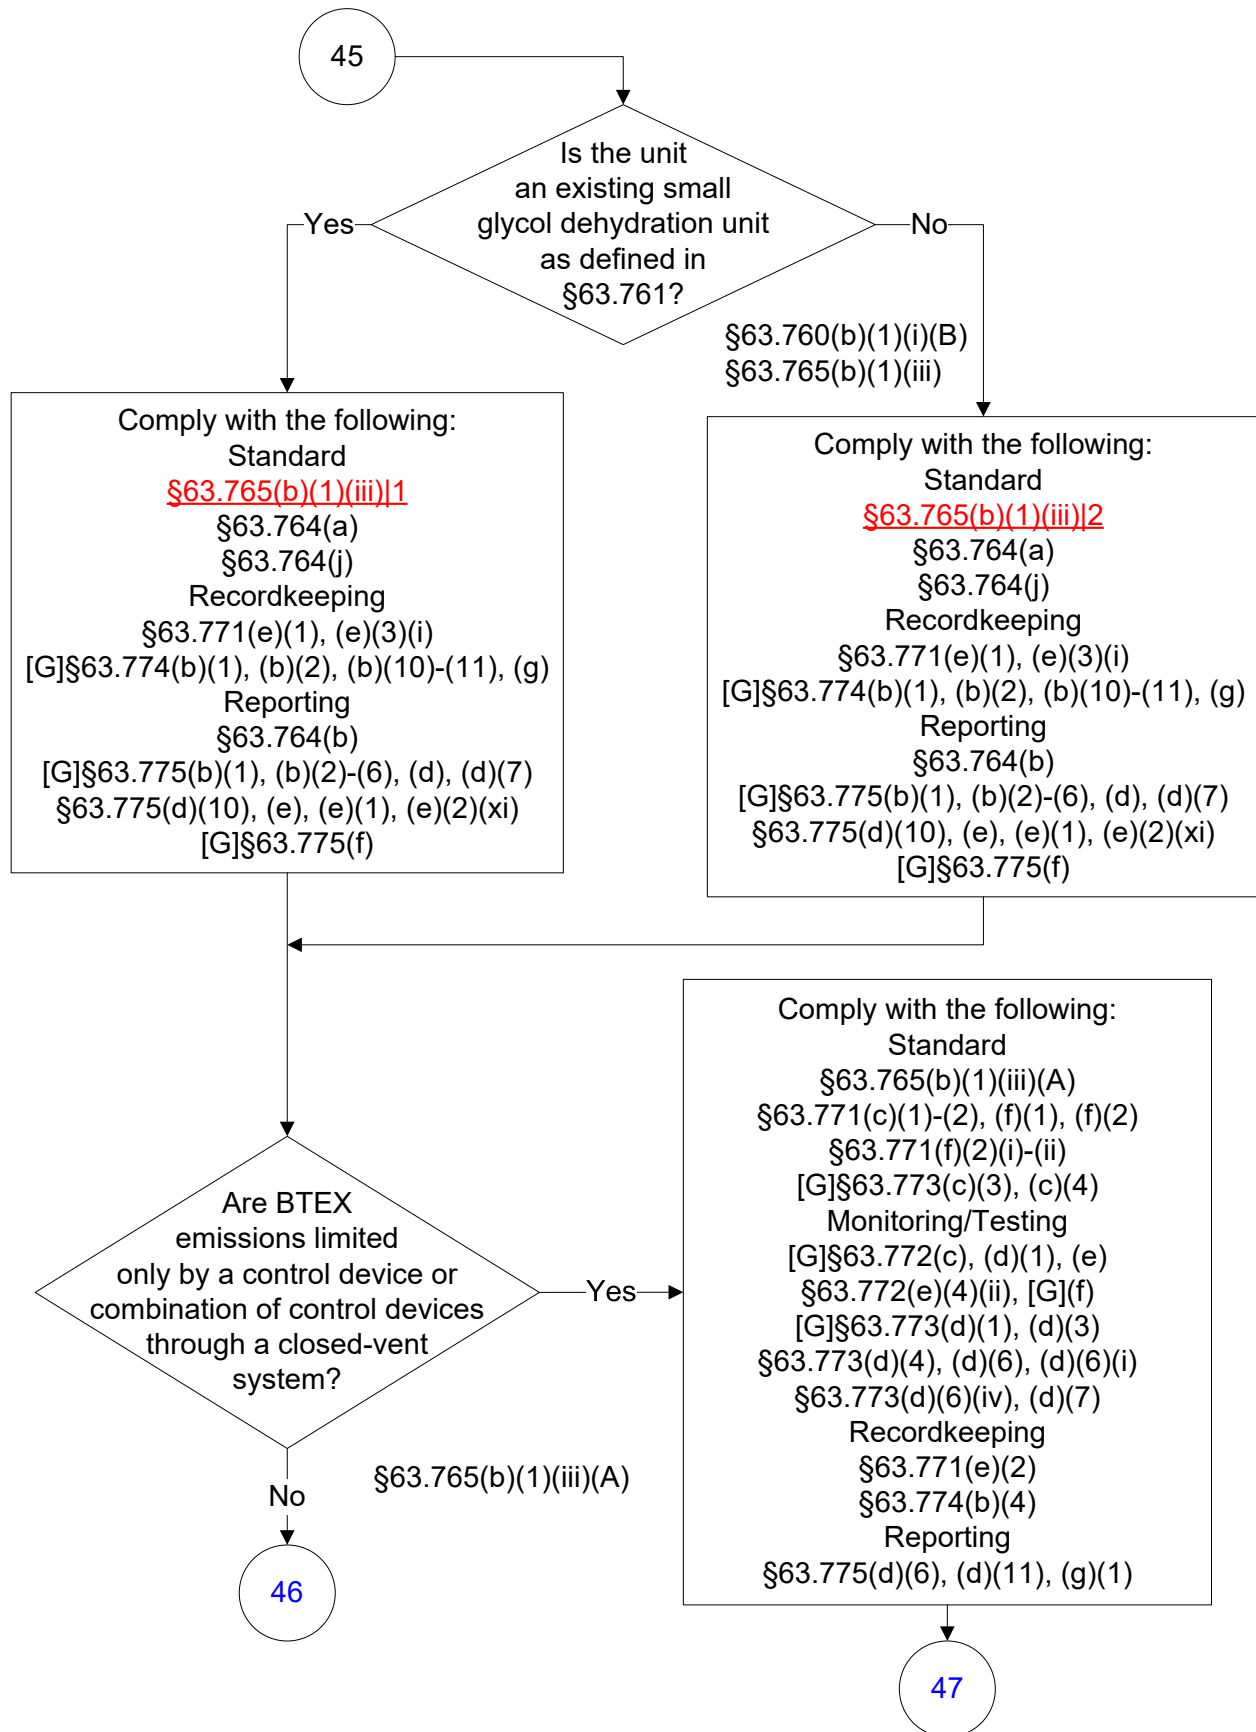 45
Is the unit
an existing small
glycol dehydration unit
as defined in
§63.761?
Yes
No
§63.760(b)(1)(i)(B)
§63.765(b)(1)(iii)
Comply with the following:
Standard
§63.765(b)(1)(iii)|1
§63.764(a)
§63.764(j)
Recordkeeping
§63.771(e)(1), (e)(3)(i)
[G]§63.774(b)(1), (b)(2), (b)(10)-(11), (g)
Reporting
§63.764(b)
[G]§63.775(b)(1), (b)(2)-(6), (d), (d)(7)
§63.775(d)(10), (e), (e)(1), (e)(2)(xi)
[G]§63.775(f)
Comply with the following:
Standard
§63.765(b)(1)(iii)|2
§63.764(a)
§63.764(j)
Recordkeeping
§63.771(e)(1), (e)(3)(i)
[G]§63.774(b)(1), (b)(2), (b)(10)-(11), (g)
Reporting
§63.764(b)
[G]§63.775(b)(1), (b)(2)-(6), (d), (d)(7)
§63.775(d)(10), (e), (e)(1), (e)(2)(xi)
[G]§63.775(f)
Are BTEX
emissions limited
only by a control device or
combination of control devices
through a closed-vent
system?
Yes
No
§63.765(b)(1)(iii)(A)
46
Comply with the following:
Standard
§63.765(b)(1)(iii)(A)
§63.771(c)(1)-(2), (f)(1), (f)(2)
§63.771(f)(2)(i)-(ii)
[G]§63.773(c)(3), (c)(4)
Monitoring/Testing
[G]§63.772(c), (d)(1), (e)
§63.772(e)(4)(ii), [G](f)
[G]§63.773(d)(1), (d)(3)
§63.773(d)(4), (d)(6), (d)(6)(i)
§63.773(d)(6)(iv), (d)(7)
Recordkeeping
§63.771(e)(2)
§63.774(b)(4)
Reporting
§63.775(d)(6), (d)(11), (g)(1)
47